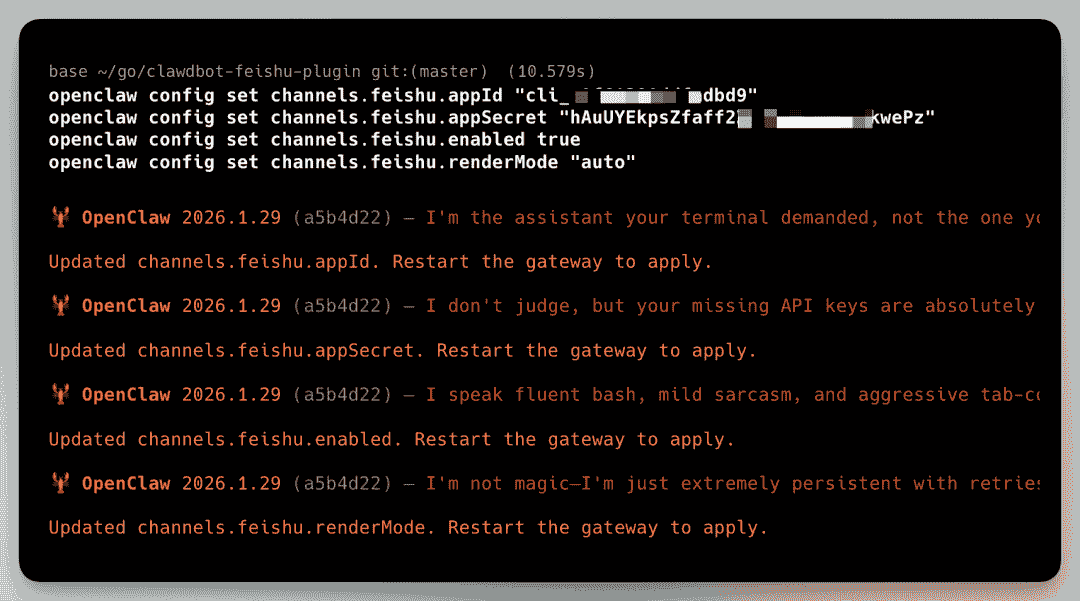 base ~/go/clawdbot-feishu-plugin git:(master) (10.579s)
openclaw config set channels.feishu.appId "cli_ dbd9"
openclaw config set channels.feishu.appSecret "hAuUYEkpsZfaff2 kwePz"
openclaw config set channels.feishu.enabled true
openclaw config set channels.feishu.renderMode "auto"
OpenClaw 2026.1.29 (a5b4d22) — I'm the assistant your terminal demanded, not the one
Updated channels.feishu.appId. Restart the gateway to apply.
OpenClaw 2026.1.29 (a5b4d22) — I don't judge, but your missing API keys are absolutely
Updated channels.feishu.appSecret. Restart the gateway to apply.
OpenClaw 2026.1.29 (a5b4d22) — I speak fluent bash, mild sarcasm, and aggressive
Updated channels.feishu.enabled. Restart the gateway to apply.
OpenClaw 2026.1.29 (a5b4d22) — I'm not magic—I'm just extremely persistent with retries
Updated channels.feishu.renderMode. Restart the gateway to apply.